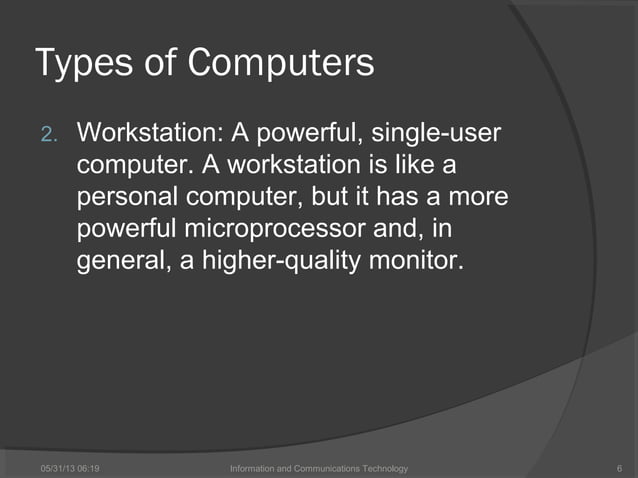 Types of Computers
2. Workstation: A powerful, single-user
computer. A workstation is like a
personal computer, but it has a more
powerful microprocessor and, in
general, a higher-quality monitor.
05/31/13 06:19 Information and Communications Technology 6